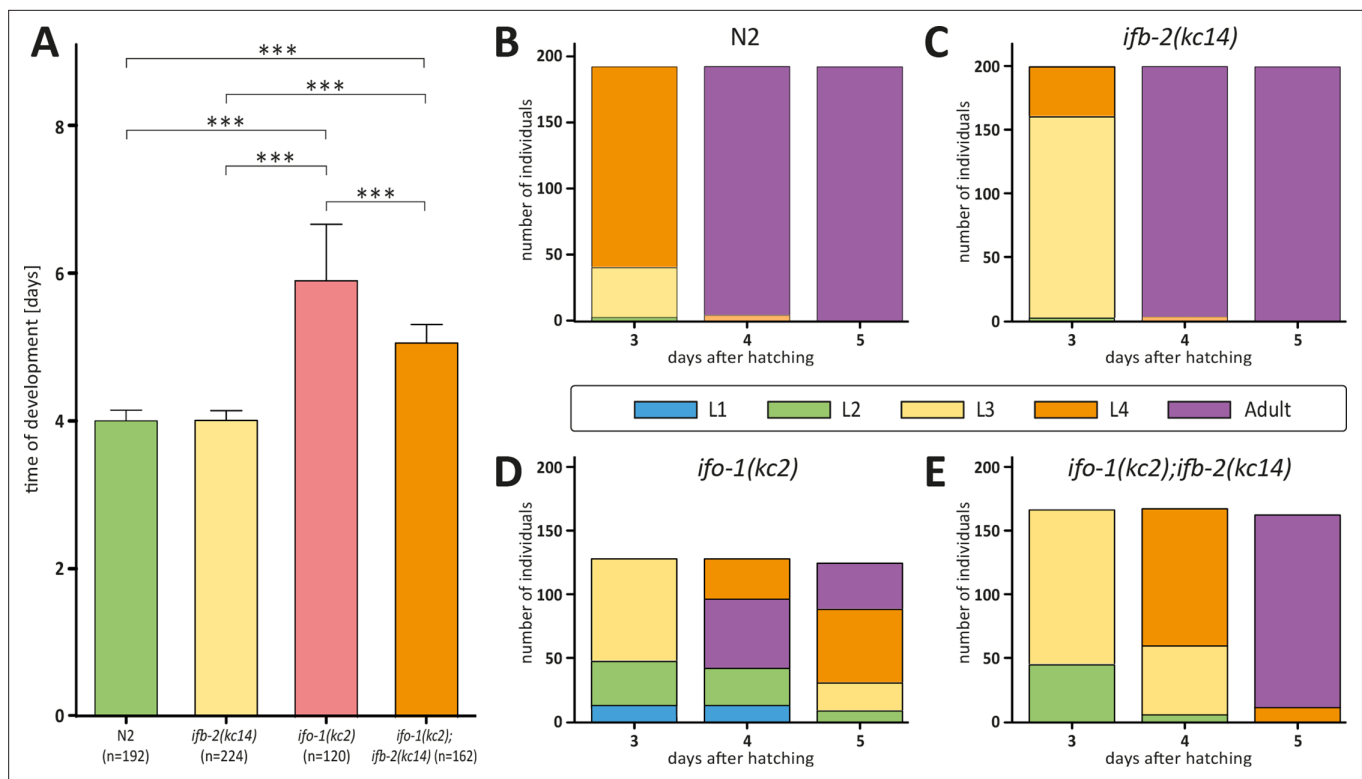 A
***
***
***
***
***
8
6
4
2
0
time of development [days]
N2
(n=192)
ifb-2(kc14)
(n=224)
ifo-1(kc2)
(n=120)
ifo-1(kc2);
ifb-2(kc14) (n=162)
B
N2
200
150
100
50
0
number of individuals
3 4 5
days after hatching
C
ifb-2(kc14)
200
150
100
50
0
number of individuals
3 4 5
days after hatching
L1 L2 L3 L4 Adult
D
ifo-1(kc2)
200
150
100
50
0
number of individuals
3 4 5
days after hatching
E
ifo-1(kc2);ifb-2(kc14)
200
150
100
50
0
number of individuals
3 4 5
days after hatching